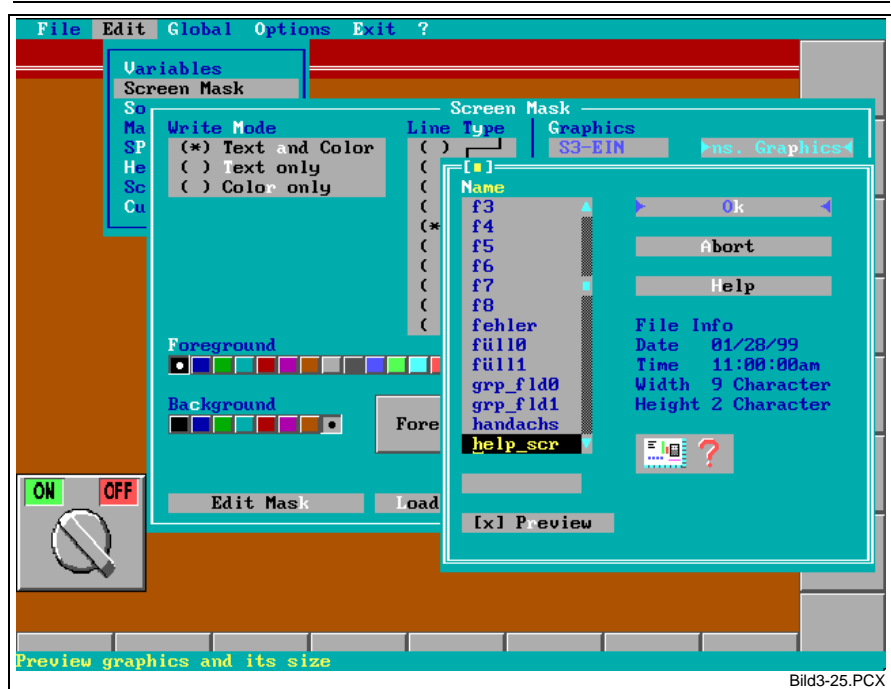 File Edit Global Options Exit ?
Variables
Screen Mask
So
Ma
SP
He
Sc
Cu
Screen Mask
Write Mode
(*) Text and Color
( ) Text only
( ) Color only
Line Type
( )
(
(
(
(*
(
(
(
(
(
Graphics
S3-EIN
ns. Graphics
Foreground
Background
Fore
Edit Mask
Load
Name
f3
f4
f5
f6
f7
f8
fehler
füll0
füll1
grp_fld0
grp_fld1
handachs
help_scr
[x] Preview
Ok
Abort
Help
File Info
Date 01/28/99
Time 11:00:00am
Width 9 Character
Height 2 Character
?
ON OFF
Preview graphics and its size
Bild3-25.PCX